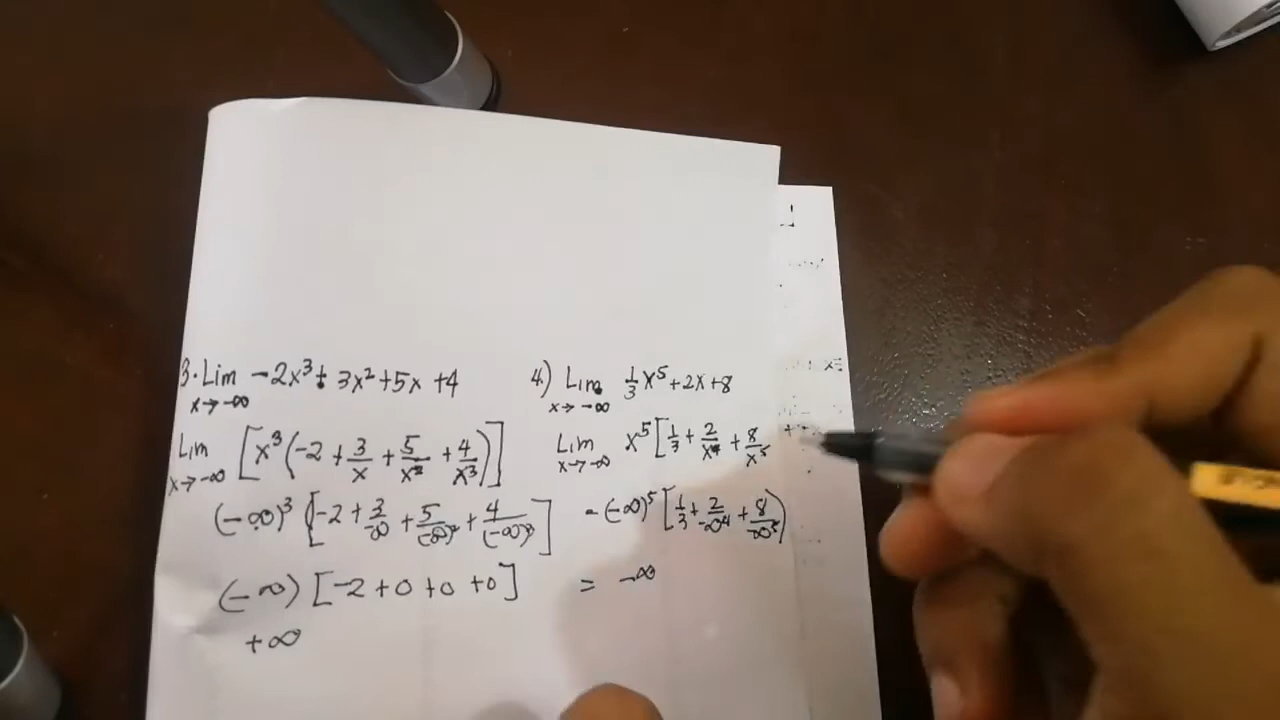 3. Lim -2x³ + 3x² + 5x + 4
x → -∞
Lim [x³(-2 + 3/x + 5/x² + 4/x³)]
x → -∞
(-∞)³ [-2 + 3/-∞ + 5/(-∞)² + 4/(-∞)³]
(-∞) [-2 + 0 + 0 + 0]
+∞
4) Lim 1/3 x⁵ + 2x + 8
x → -∞
Lim x⁵ [1/3 + 2/x⁴ + 8/x⁵
x → -∞
= (-∞)⁵ [1/3 + 2/-∞⁴ + 8/-∞⁵)
= -∞